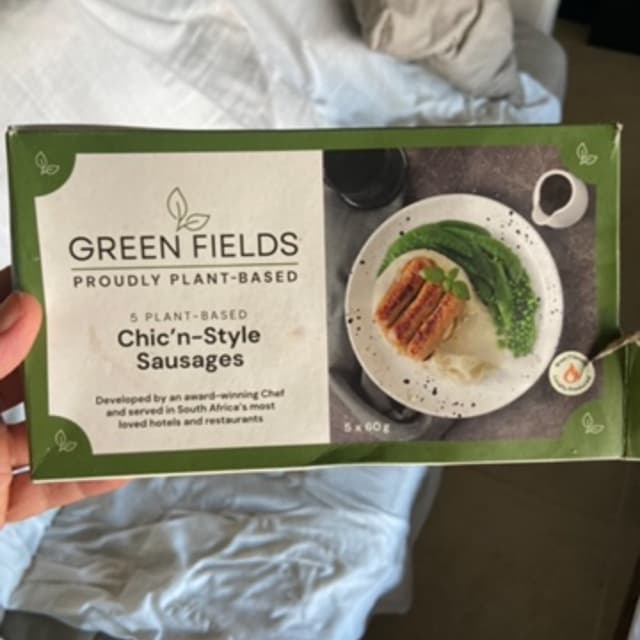 GREEN FIELDS
PROUDLY PLANT-BASED
5 PLANT-BASED
Chic'n-Style
Sausages
Developed by an award-winning Chef
and served in South Africa's most
loved hotels and restaurants
5 x 60g